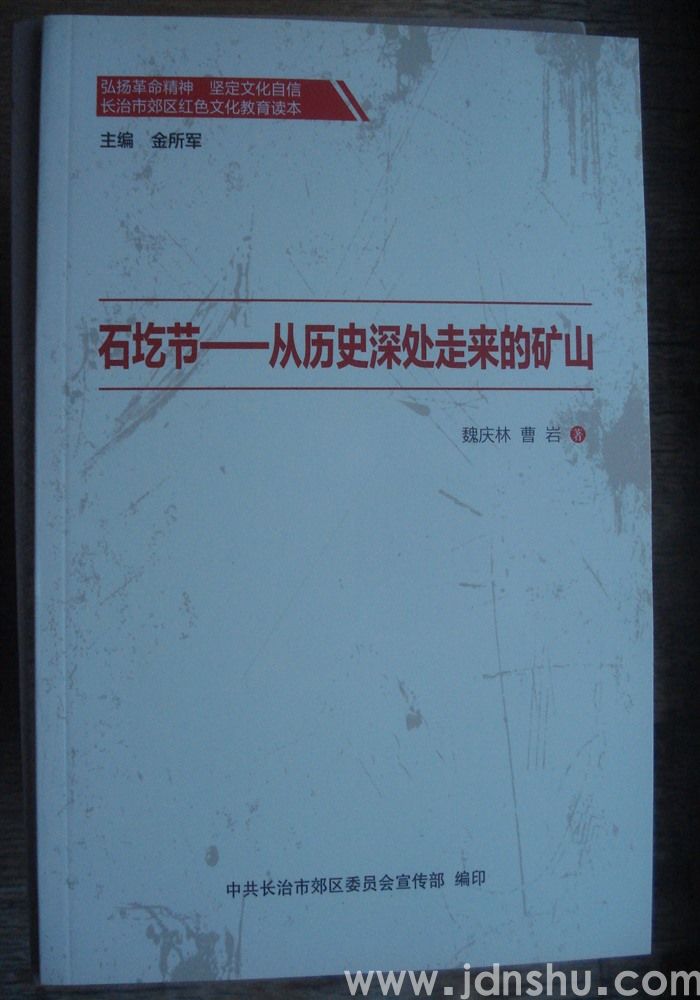 弘扬革命精神 坚定文化自信
长治市郊区红色文化教育读本
主编 金所军
石圪节——从历史深处走来的矿山
魏庆林 曹岩 著
中共长治市郊区委员会宣传部 编印
www.jdnshu.com